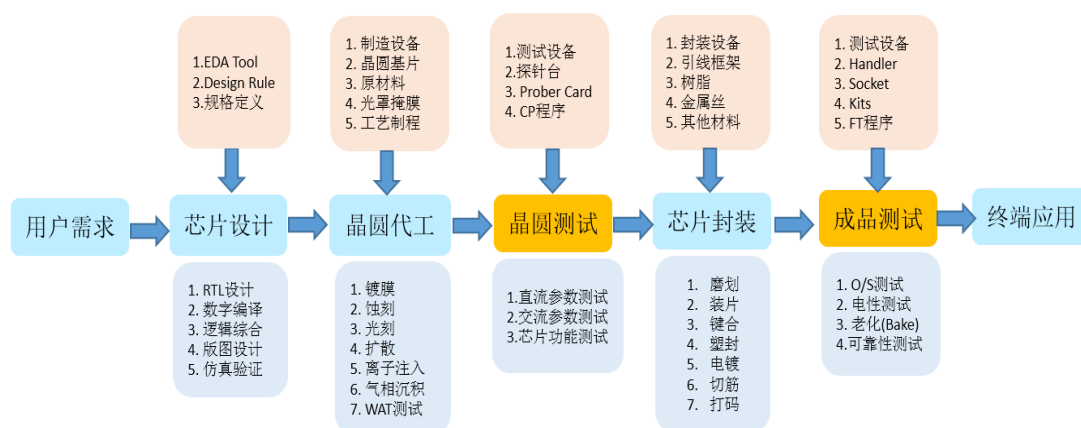 1.EDA Tool
2.Design Rule
3.规格定义
1. 制造设备
2. 晶圆基片
3. 原材料
4. 光罩掩膜
5. 工艺制程
1.测试设备
2.探针台
3. Prober Card
4. CP程序
1. 封装设备
2. 引线框架
3. 树脂
4. 金属丝
5. 其他材料
1. 测试设备
2. Handler
3. Socket
4. Kits
5. FT程序
用户需求
芯片设计
晶圆代工
晶圆测试
芯片封装
成品测试
终端应用
1. RTL设计
2. 数字编译
3. 逻辑综合
4. 版图设计
5. 仿真验证
1. 镀膜
2. 蚀刻
3. 光刻
4. 扩散
5. 离子注入
6. 气相沉积
7. WAT测试
1.直流参数测试
2.交流参数测试
3.芯片功能测试
1. 磨划
2. 装片
3. 键合
4. 塑封
5. 电镀
6. 切筋
7. 打码
1. O/S测试
2. 电性测试
3. 老化(Bake)
4.可靠性测试